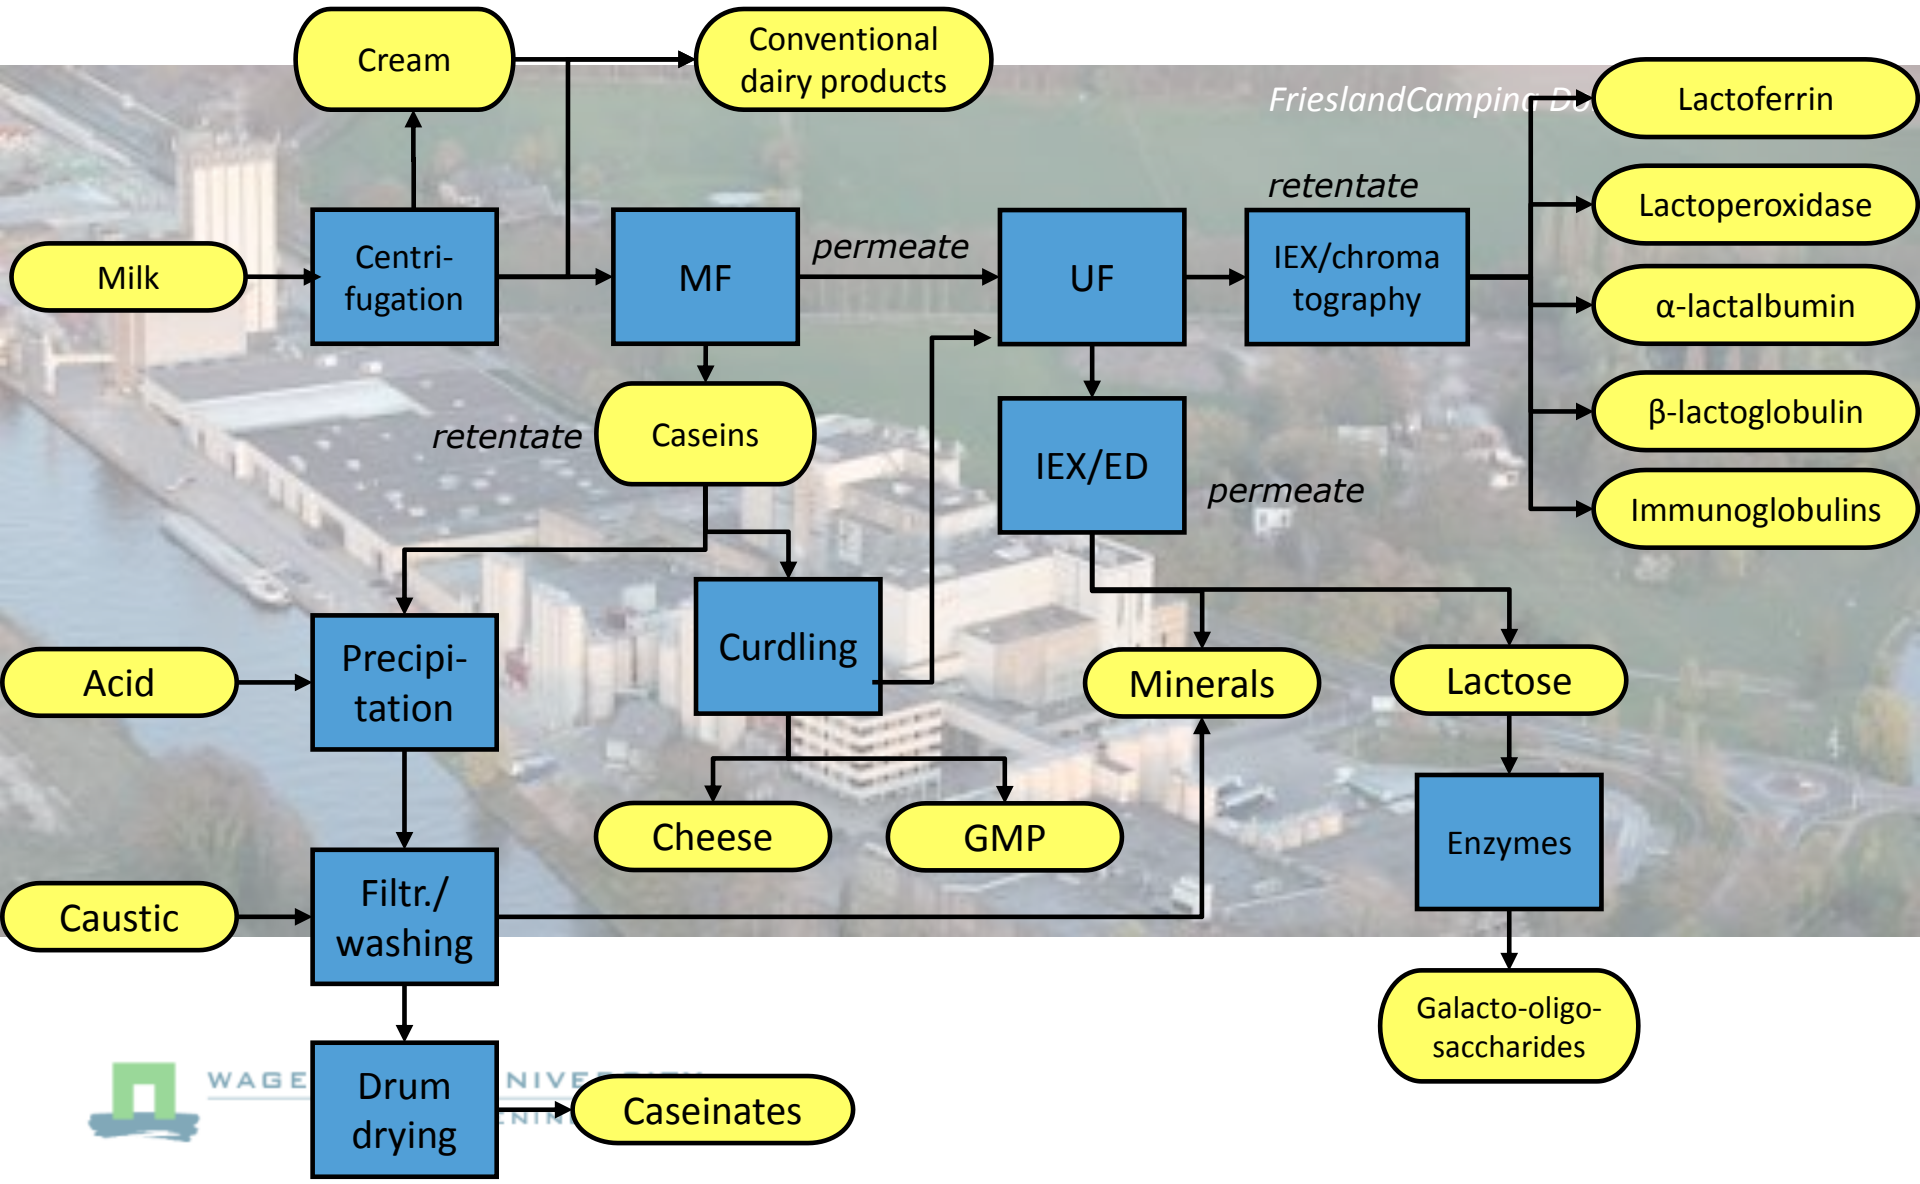 Cream
Conventional
dairy products
FrieslandCampina
Lactoferrin
retentate
Lactoperoxidase
Milk
Centri-
fugation
MF
permeate
UF
IEX/chroma
tography
α-lactalbumin
retentate
Caseins
IEX/ED
permeate
β-lactoglobulin
Immunoglobulins
Acid
Precipi-
tation
Curdling
Minerals
Lactose
Cheese
GMP
Enzymes
Caustic
Filtr./
washing
Galacto-oligo-
saccharides
Drum
drying
Caseinates